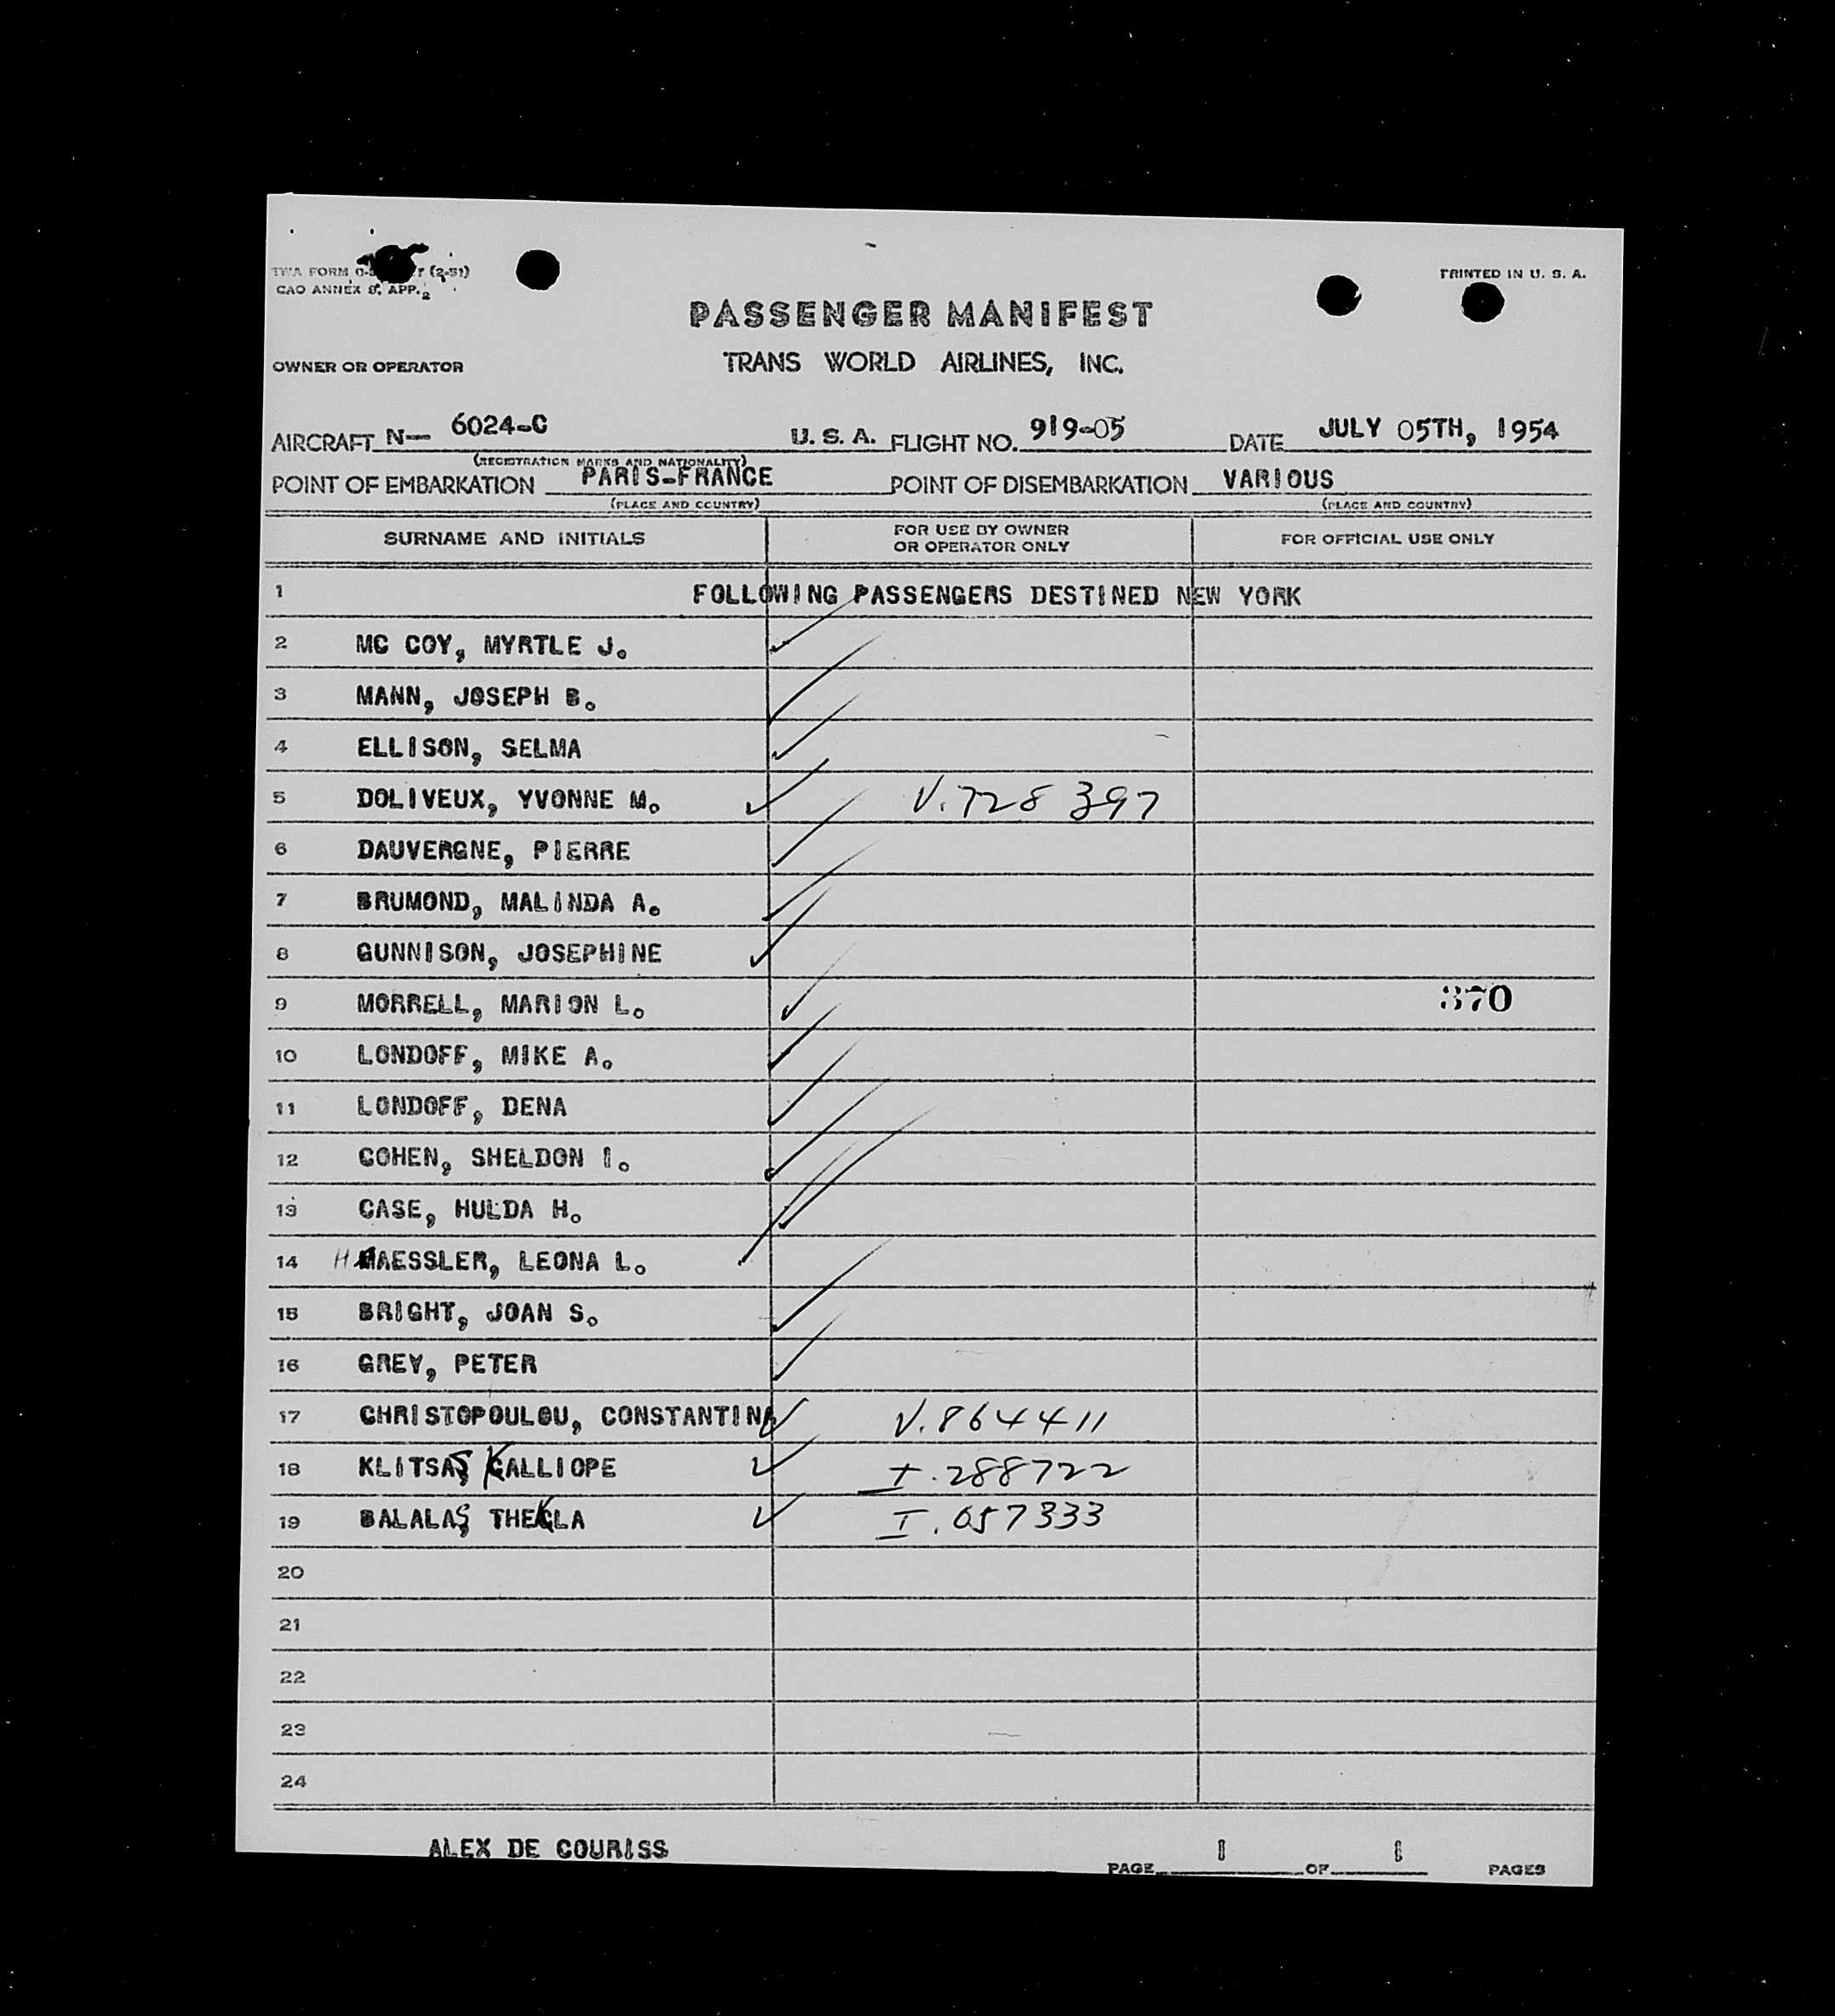 TWA FORM (2-51) PRINTED IN U. S. A.
CAO ANNEX 9, APP. 2
PASSENGER MANIFEST
OWNER OR OPERATOR TRANS WORLD AIRLINES, INC.
AIRCRAFT N— 6024-C U. S. A. FLIGHT NO. 919-05 DATE JULY 05TH, 1954
(REGISTRATION MARKS AND NATIONALITY)
POINT OF EMBARKATION PARIS-FRANCE POINT OF DISEMBARKATION VARIOUS
(PLACE AND COUNTRY) (PLACE AND COUNTRY)
SURNAME AND INITIALS FOR USE BY OWNER OR OPERATOR ONLY FOR OFFICIAL USE ONLY
1 FOLLOWING PASSENGERS DESTINED NEW YORK
2 MC COY, MYRTLE J.
3 MANN, JOSEPH B.
4 ELLISON, SELMA
5 DOLIVEUX, YVONNE M. V. 728 397
6 DAUVERGNE, PIERRE
7 BRUMOND, MALINDA A.
8 GUNNISON, JOSEPHINE
9 MORRELL, MARION L. 370
10 LONDOFF, MIKE A.
11 LONDOFF, DENA
12 COHEN, SHELDON I.
13 CASE, HULDA H.
14 HAESSLER, LEONA L.
15 BRIGHT, JOAN S.
16 GREY, PETER
17 CHRISTOPOULOU, CONSTANTINA V. 864411
18 KLITSAS KALLIOPE I. 288722
19 BALALAS THEKLA I. 057333
20
21
22
23
24
ALEX DE COURISS
PAGE 1 OF 1 PAGES